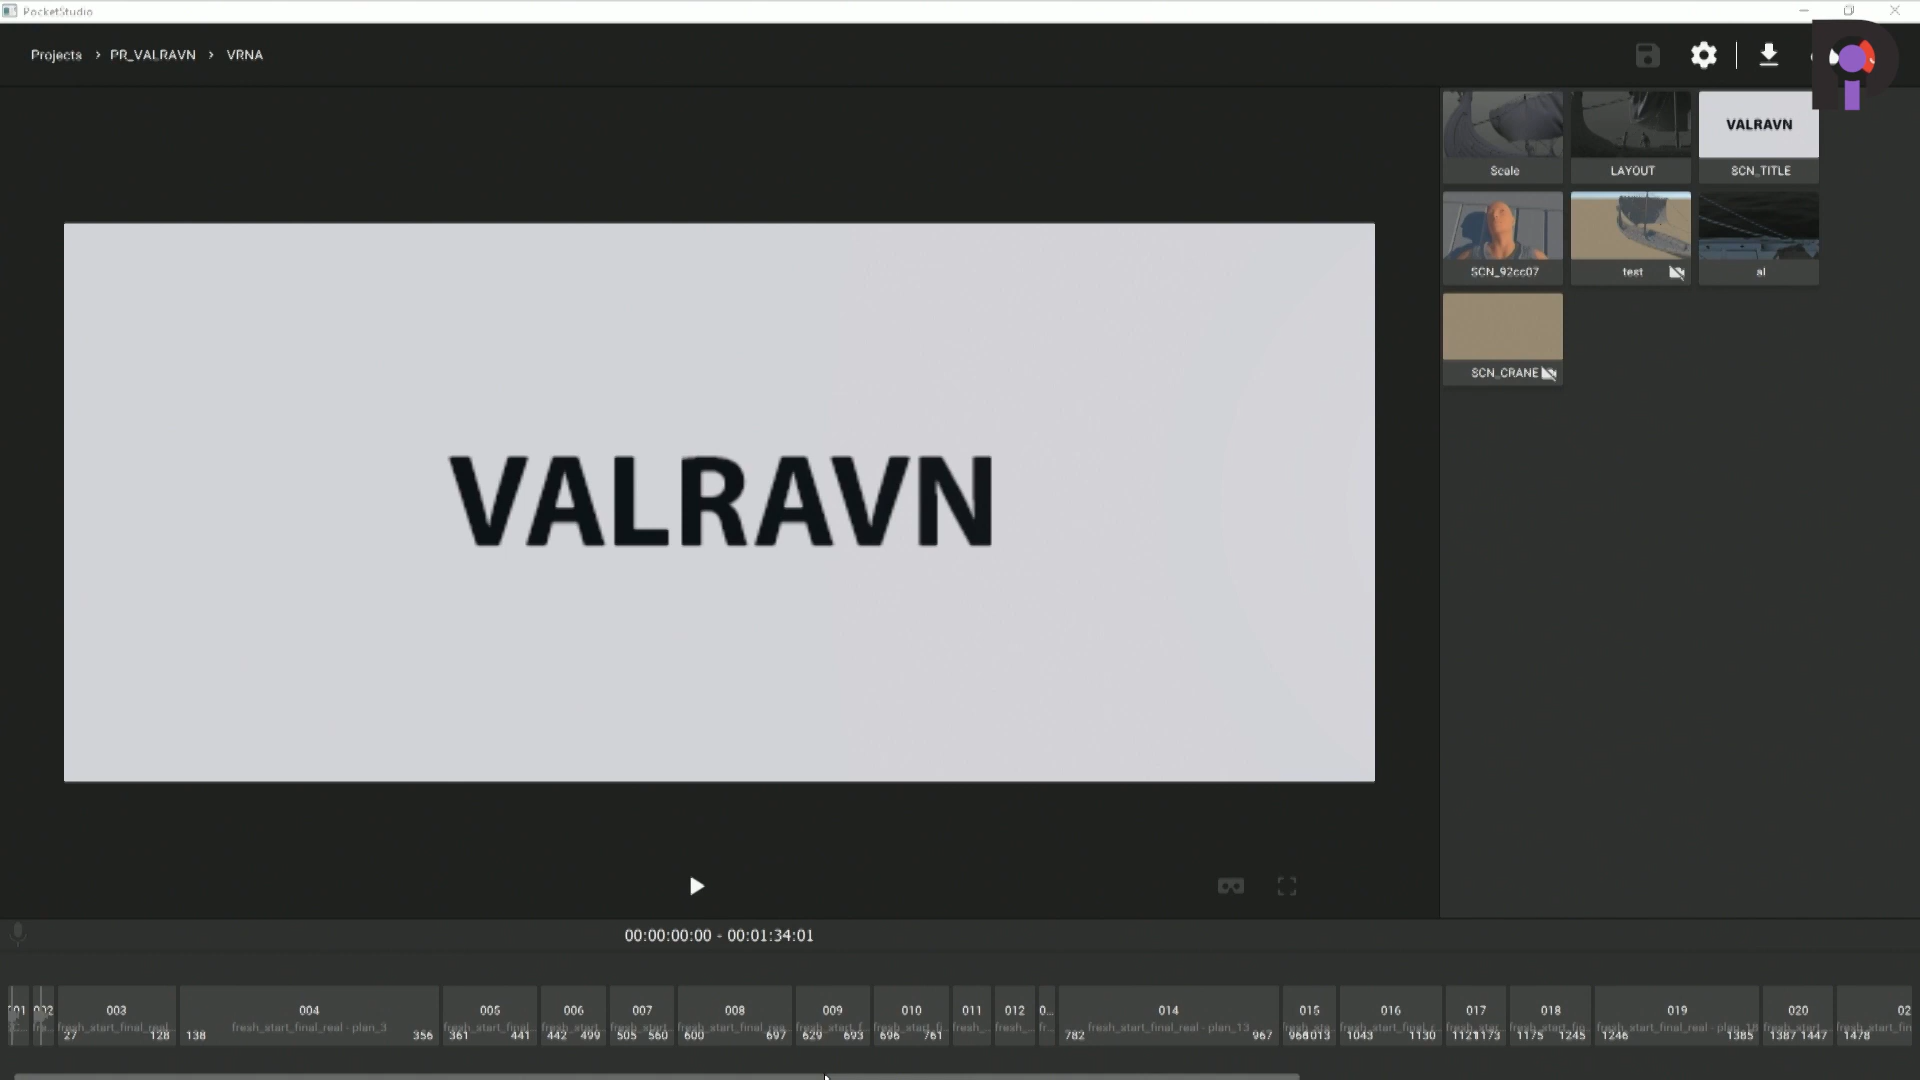 PocketStudio
Projects > PR_VALRAVN > VRNA
Scale
LAYOUT
VALRAVN
SCN_TITLE
SCN_92cc07
test
al
SCN_CRANE
VALRAVN
00:00:00:00 - 00:01:34:01
003 004 005 006 007 008 009 010 011 012 0... 014 015 016 017 018 019 020
fresh_start_final_real - plan_3 fresh_start_final_real - plan_13
27 128 138 356 361 441 442 499 505 560 600 697 629 693 696 761 782 967 1043 1130 1175 1245 1246 1385 1387 1447 1478